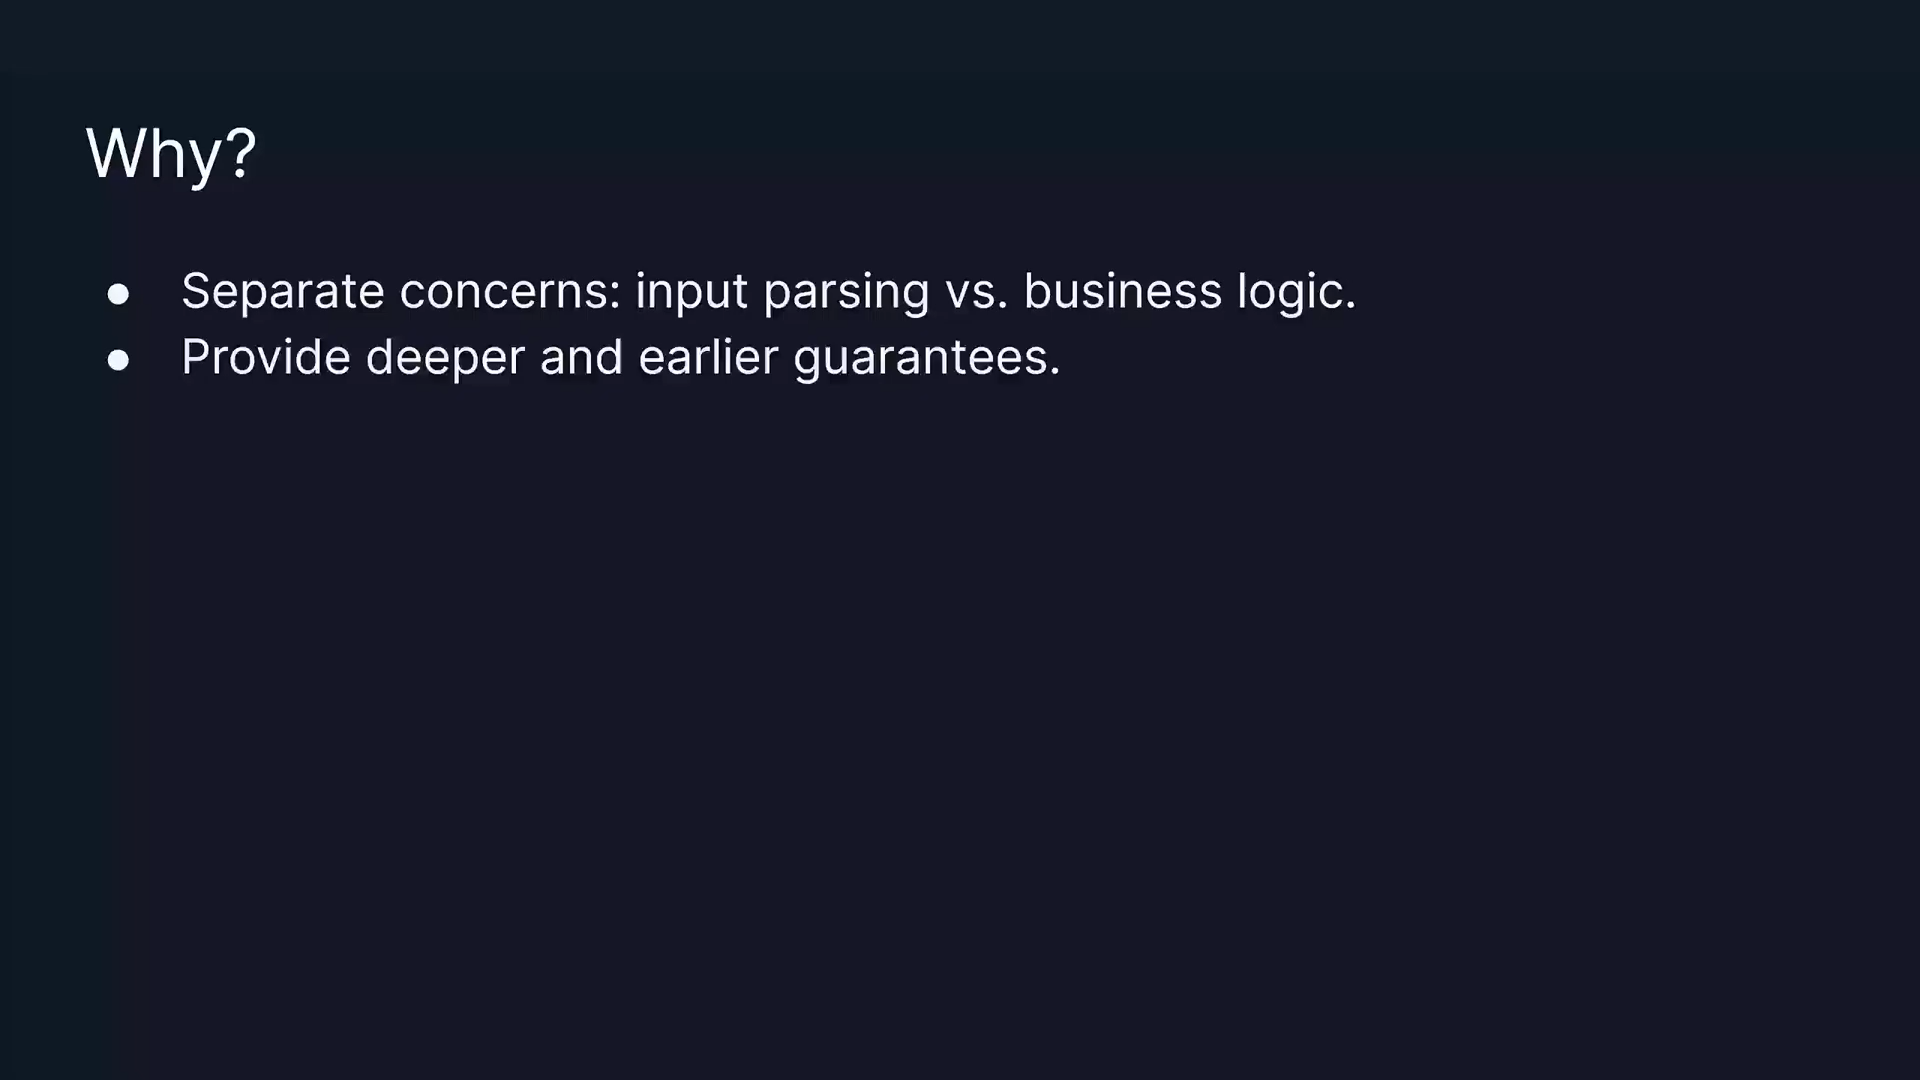 Why?
● Separate concerns: input parsing vs. business logic.
● Provide deeper and earlier guarantees.